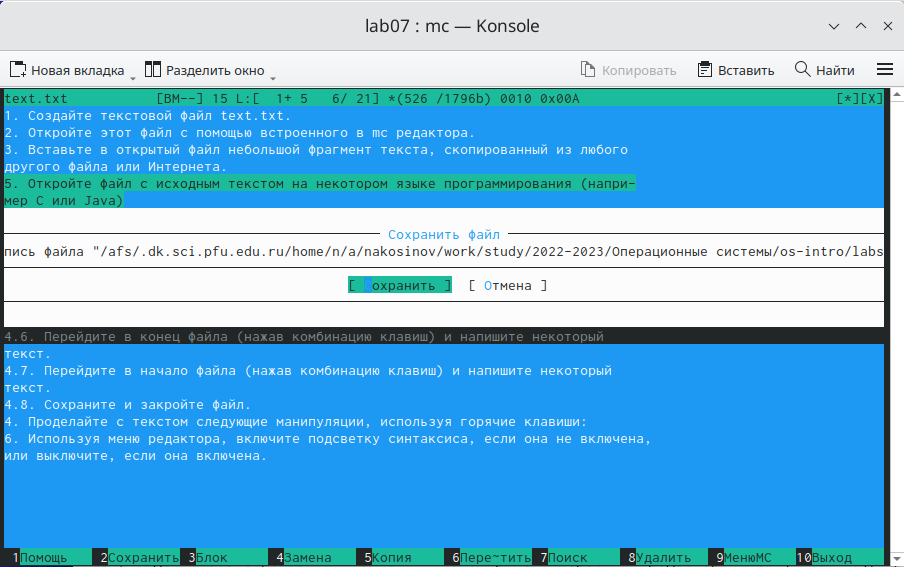 lab07 : mc — Konsole
Новая вкладка Разделить окно Копировать Вставить Найти
text.txt [BM--] 15 L:[ 1+ 5 6/ 21] *(526 /1796b) 0010 0x00A [*][X]
1. Создайте текстовой файл text.txt.
2. Откройте этот файл с помощью встроенного в mc редактора.
3. Вставьте в открытый файл небольшой фрагмент текста, скопированный из любого
другого файла или Интернета.
5. Откройте файл с исходным текстом на некотором языке программирования (напри-
мер C или Java)
Сохранить файл
пись файла "/afs/.dk.sci.pfu.edu.ru/home/n/a/nakosinov/work/study/2022-2023/Операционные системы/os-intro/labs
[ Сохранить ] [ Отмена ]
4.6. Перейдите в конец файла (нажав комбинацию клавиш) и напишите некоторый
текст.
4.7. Перейдите в начало файла (нажав комбинацию клавиш) и напишите некоторый
текст.
4.8. Сохраните и закройте файл.
4. Проделайте с текстом следующие манипуляции, используя горячие клавиши:
6. Используя меню редактора, включите подсветку синтаксиса, если она не включена,
или выключите, если она включена.
1Помощь 2Сохранить 3Блок 4Замена 5Копия 6Пере~тить 7Поиск 8Удалить 9МенюМС 10Выход